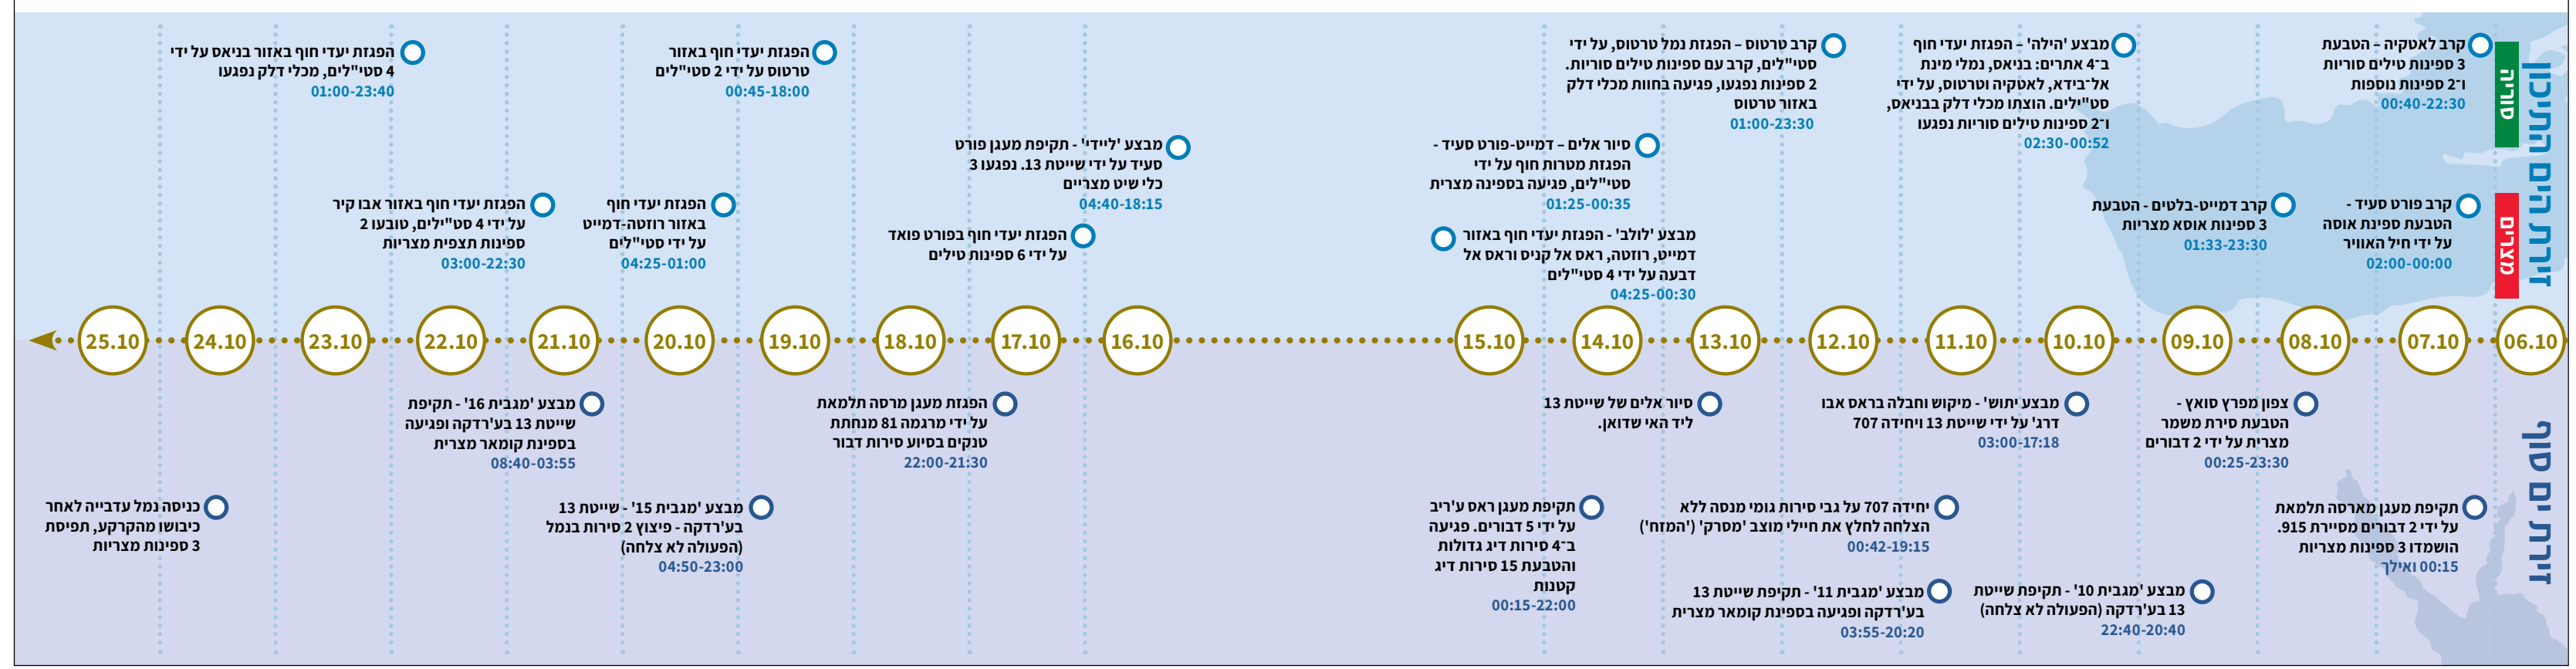 זירת הים התיכון
סוריה
קרב לאטקיה – הטבעת
3 ספינות טילים סוריות
ו־2 ספינות נוספות
00:40-22:30
מבצע 'הילה' – הפגזת יעדי חוף
ב־4 אתרים: בניאס, נמלי מינת
אל־בידא, לאטקיה וטרטוס, על ידי
סט"ילים. הוצתו מכלי דלק בבניאס,
ו־2 ספינות טילים סוריות נפגעו
02:30-00:52
קרב טרטוס – הפגזת נמל טרטוס, על ידי
סטי"לים, קרב עם ספינות טילים סוריות.
2 ספינות נפגעו, פגיעה בחוות מכלי דלק
באזור טרטוס
01:00-23:30
הפגזת יעדי חוף באזור
טרטוס על ידי 2 סטי"לים
00:45-18:00
הפגזת יעדי חוף באזור בניאס על ידי
4 סטי"לים, מכלי דלק נפגעו
01:00-23:40
מצרים
קרב פורט סעיד -
הטבעת ספינת אוסה
על ידי חיל האוויר
02:00-00:00
קרב דמייט-בלטים - הטבעת
3 ספינות אוסא מצריות
01:33-23:30
סיור אלים – דמייט-פורט סעיד -
הפגזת מטרות חוף על ידי
סטי"לים, פגיעה בספינה מצרית
01:25-00:35
מבצע 'לולב' - הפגזת יעדי חוף באזור
דמייט, רוזטה, ראס אל קניס וראס אל
דבעה על ידי 4 סטי"לים
04:25-00:30
מבצע 'ליידי' - תקיפת מעגן פורט
סעיד על ידי שייטת 13. נפגעו 3
כלי שיט מצריים
04:40-18:15
הפגזת יעדי חוף בפורט פואד
על ידי 6 ספינות טילים
הפגזת יעדי חוף
באזור רוזטה-דמייט
על ידי סטי"לים
04:25-01:00
הפגזת יעדי חוף באזור אבו קיר
על ידי 4 סט"ילים, טובעו 2
ספינות תצפית מצריות
03:00-22:30
06.10 07.10 08.10 09.10 10.10 11.10 12.10 13.10 14.10 15.10 16.10 17.10 18.10 19.10 20.10 21.10 22.10 23.10 24.10 25.10
זירת ים סוף
צפון מפרץ סואץ -
הטבעת סירת משמר
מצרית על ידי 2 דבורים
00:25-23:30
מבצע יתוש' - מיקוש וחבלה בראס אבו
דרג' על ידי שייטת 13 ויחידה 707
03:00-17:18
סיור אלים של שייטת 13
ליד האי שדואן.
הפגזת מעגן מרסה תלמאת
על ידי מרגמה 81 מנחתת
טנקים בסיוע סירות דבור
22:00-21:30
מבצע 'מגבית 16' - תקיפת
שייטת 13 בע'רדקה ופגיעה
בספינת קומאר מצרית
08:40-03:55
תקיפת מעגן מארסה תלמאת
על ידי 2 דבורים מסיירת 915.
הושמדו 3 ספינות מצריות
00:15 ואילך
יחידה 707 על גבי סירות גומי מנסה ללא
הצלחה לחלץ את חיילי מוצב 'מסרק' ('המזח')
00:42-19:15
תקיפת מעגן ראס ע'ריב
על ידי 5 דבורים. פגיעה
ב־4 סירות דיג גדולות
והטבעת 15 סירות דיג
קטנות
00:15-22:00
מבצע 'מגבית 15' - שייטת 13
בע'רדקה - פיצוץ 2 סירות בנמל
(הפעולה לא צלחה)
04:50-23:00
כניסה נמל עדבייה לאחר
כיבושו מהקרקע, תפיסת
3 ספינות מצריות
מבצע 'מגבית 10' - תקיפת שייטת
13 בע'רדקה (הפעולה לא צלחה)
22:40-20:40
מבצע 'מגבית 11' - תקיפת שייטת 13
בע'רדקה ופגיעה בספינת קומאר מצרית
03:55-20:20